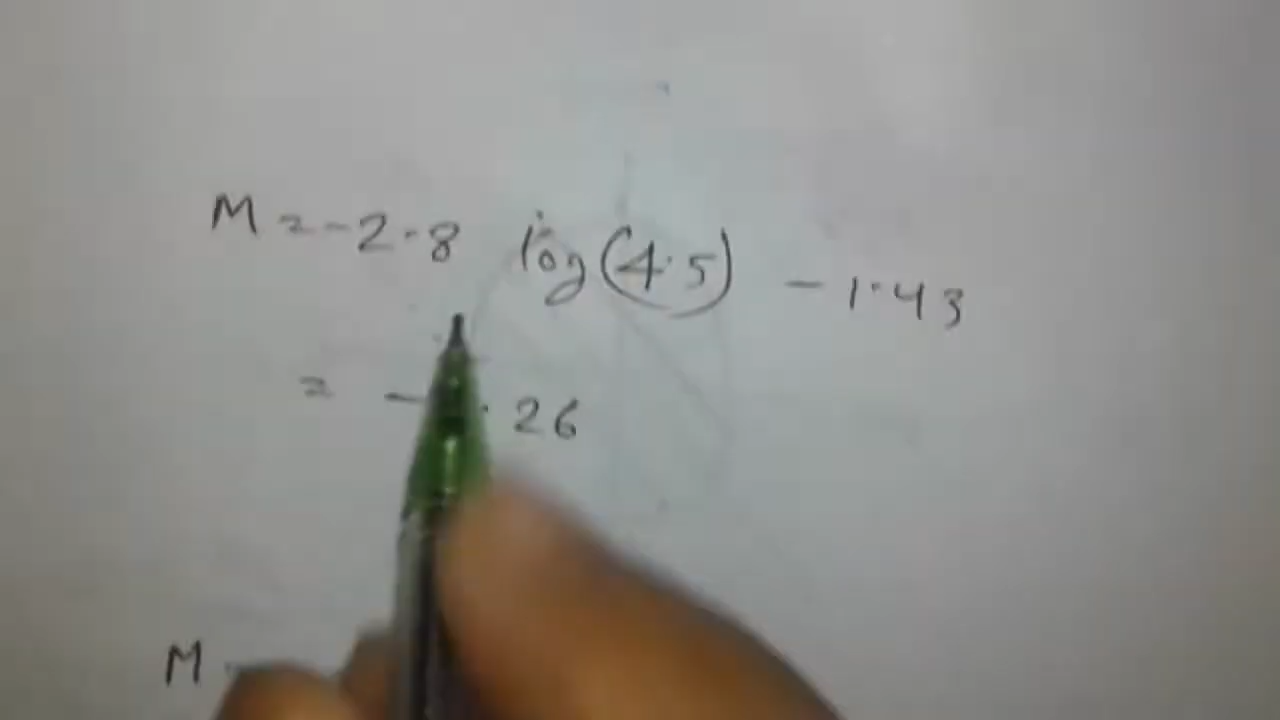 M = -2.8 log(4.5) - 1.43
= - . 26
M